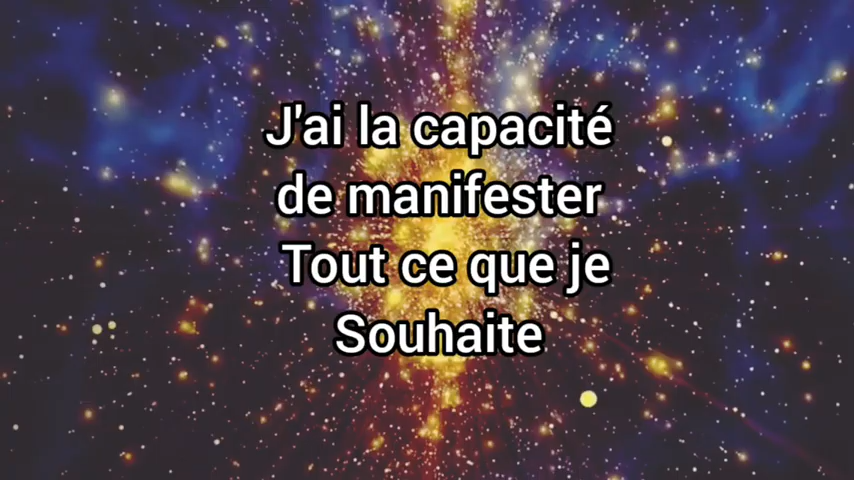 J'ai la capacité
de manifester
Tout ce que je
Souhaite